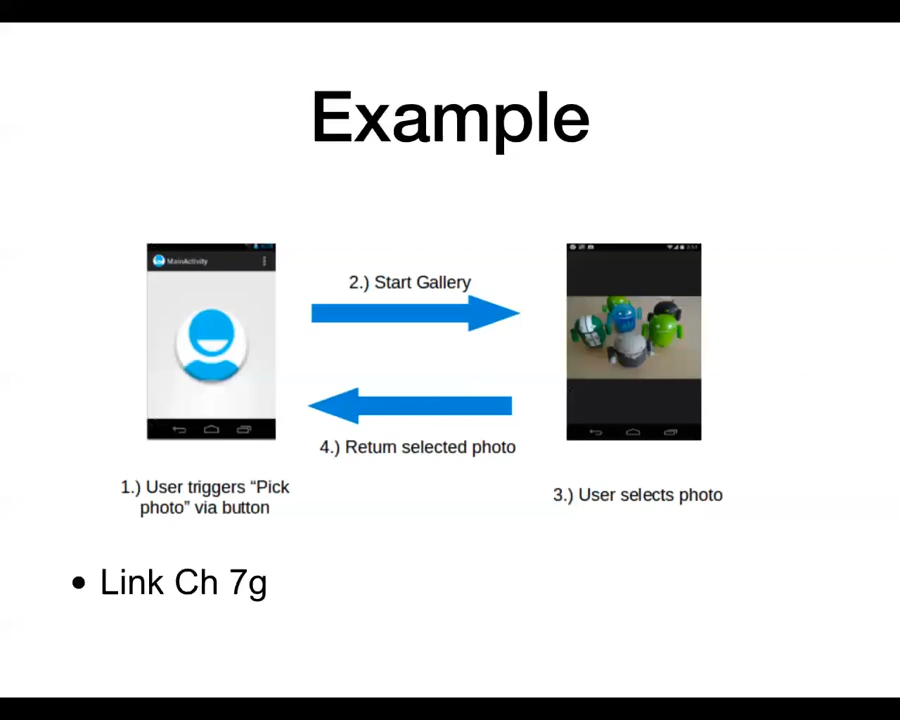 Example
MainActivity
2.) Start Gallery
4.) Return selected photo
1.) User triggers “Pick
photo” via button
3.) User selects photo
• Link Ch 7g